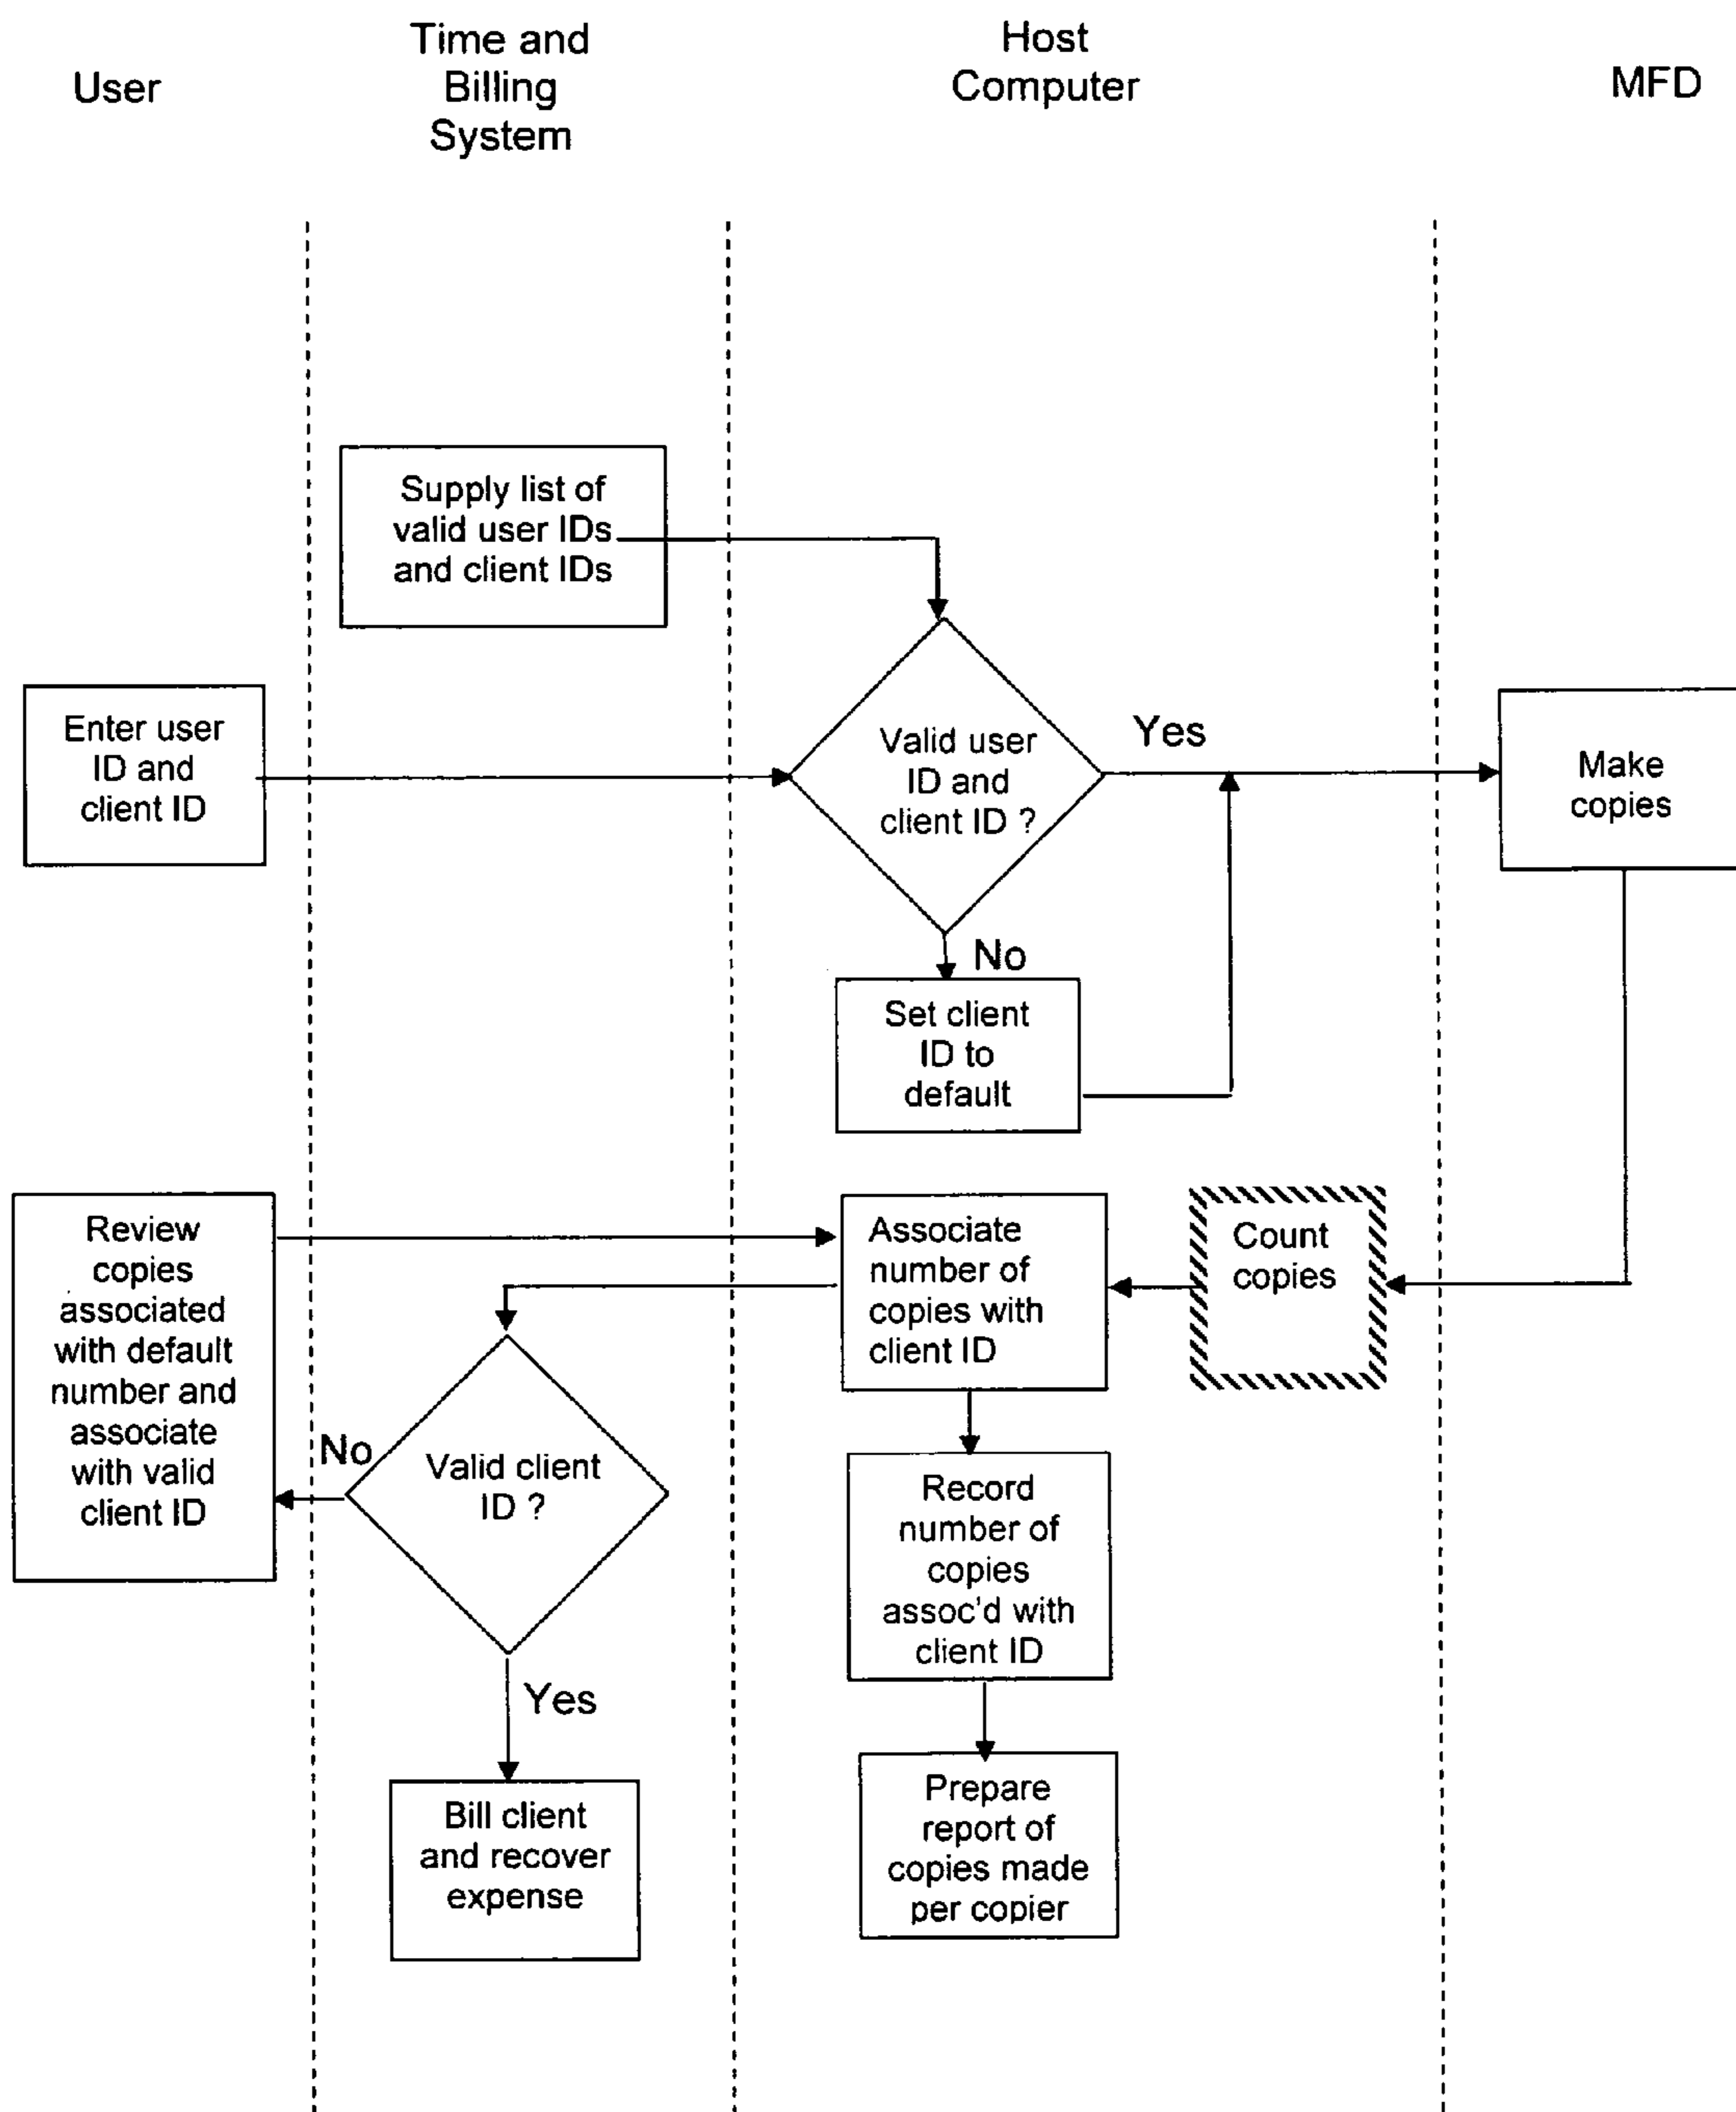 User
Time and
Billing
System
Host
Computer
MFD
Supply list of
valid user IDs
and client IDs
Enter user
ID and
client ID
Valid user
ID and
client ID ?
Yes
Make
copies
No
Set client
ID to
default
Review
copies
associated
with default
number and
associate
with valid
client ID
Associate
number of
copies with
client ID
Count
copies
No
Valid client
ID ?
Record
number of
copies
assoc'd with
client ID
Yes
Bill client
and recover
expense
Prepare
report of
copies made
per copier